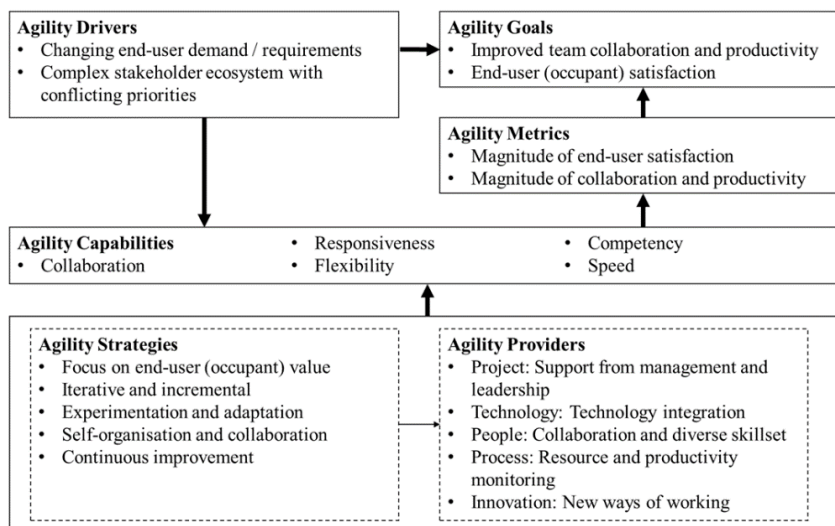 Agility Drivers
• Changing end-user demand / requirements
• Complex stakeholder ecosystem with
conflicting priorities
Agility Goals
• Improved team collaboration and productivity
• End-user (occupant) satisfaction
Agility Metrics
• Magnitude of end-user satisfaction
• Magnitude of collaboration and productivity
Agility Capabilities
• Collaboration
• Responsiveness
• Flexibility
• Competency
• Speed
Agility Strategies
• Focus on end-user (occupant) value
• Iterative and incremental
• Experimentation and adaptation
• Self-organisation and collaboration
• Continuous improvement
Agility Providers
• Project: Support from management and
leadership
• Technology: Technology integration
• People: Collaboration and diverse skillset
• Process: Resource and productivity
monitoring
• Innovation: New ways of working